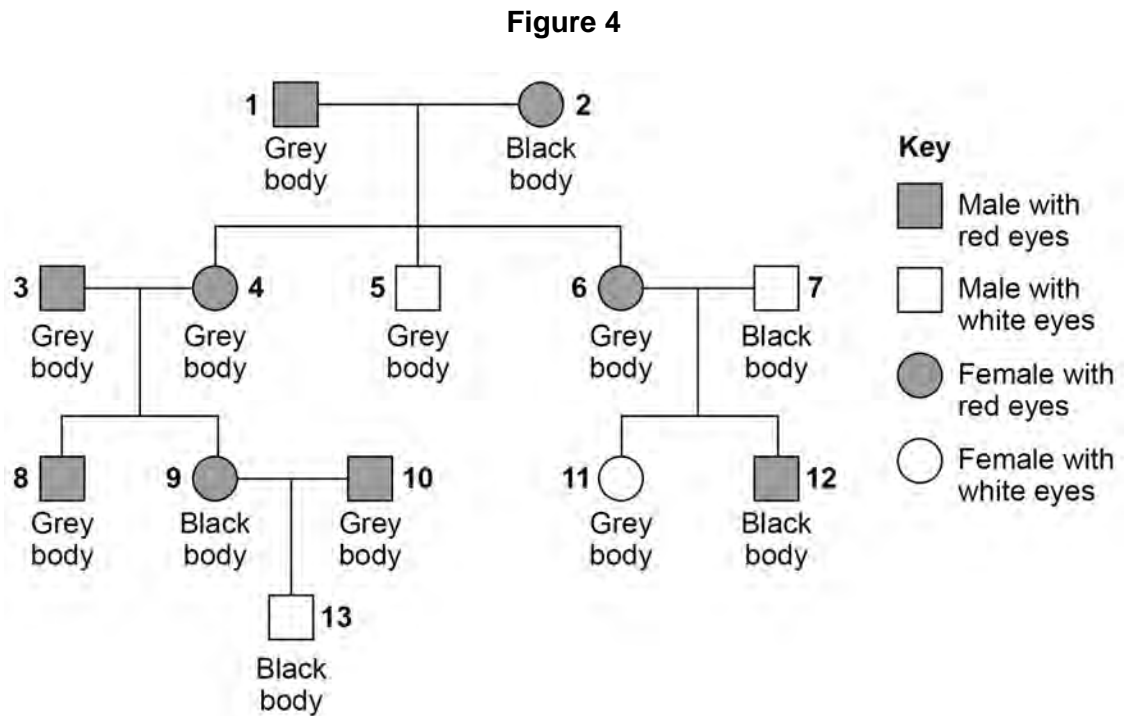 Figure 4
1
2
Grey
body
Black
body
Key
Male with
red eyes
Male with
white eyes
Female with
red eyes
Female with
white eyes
3
4
5
6
7
Grey
body
Grey
body
Grey
body
Grey
body
Black
body
8
9
10
11
12
Grey
body
Black
body
Grey
body
Grey
body
Black
body
13
Black
body